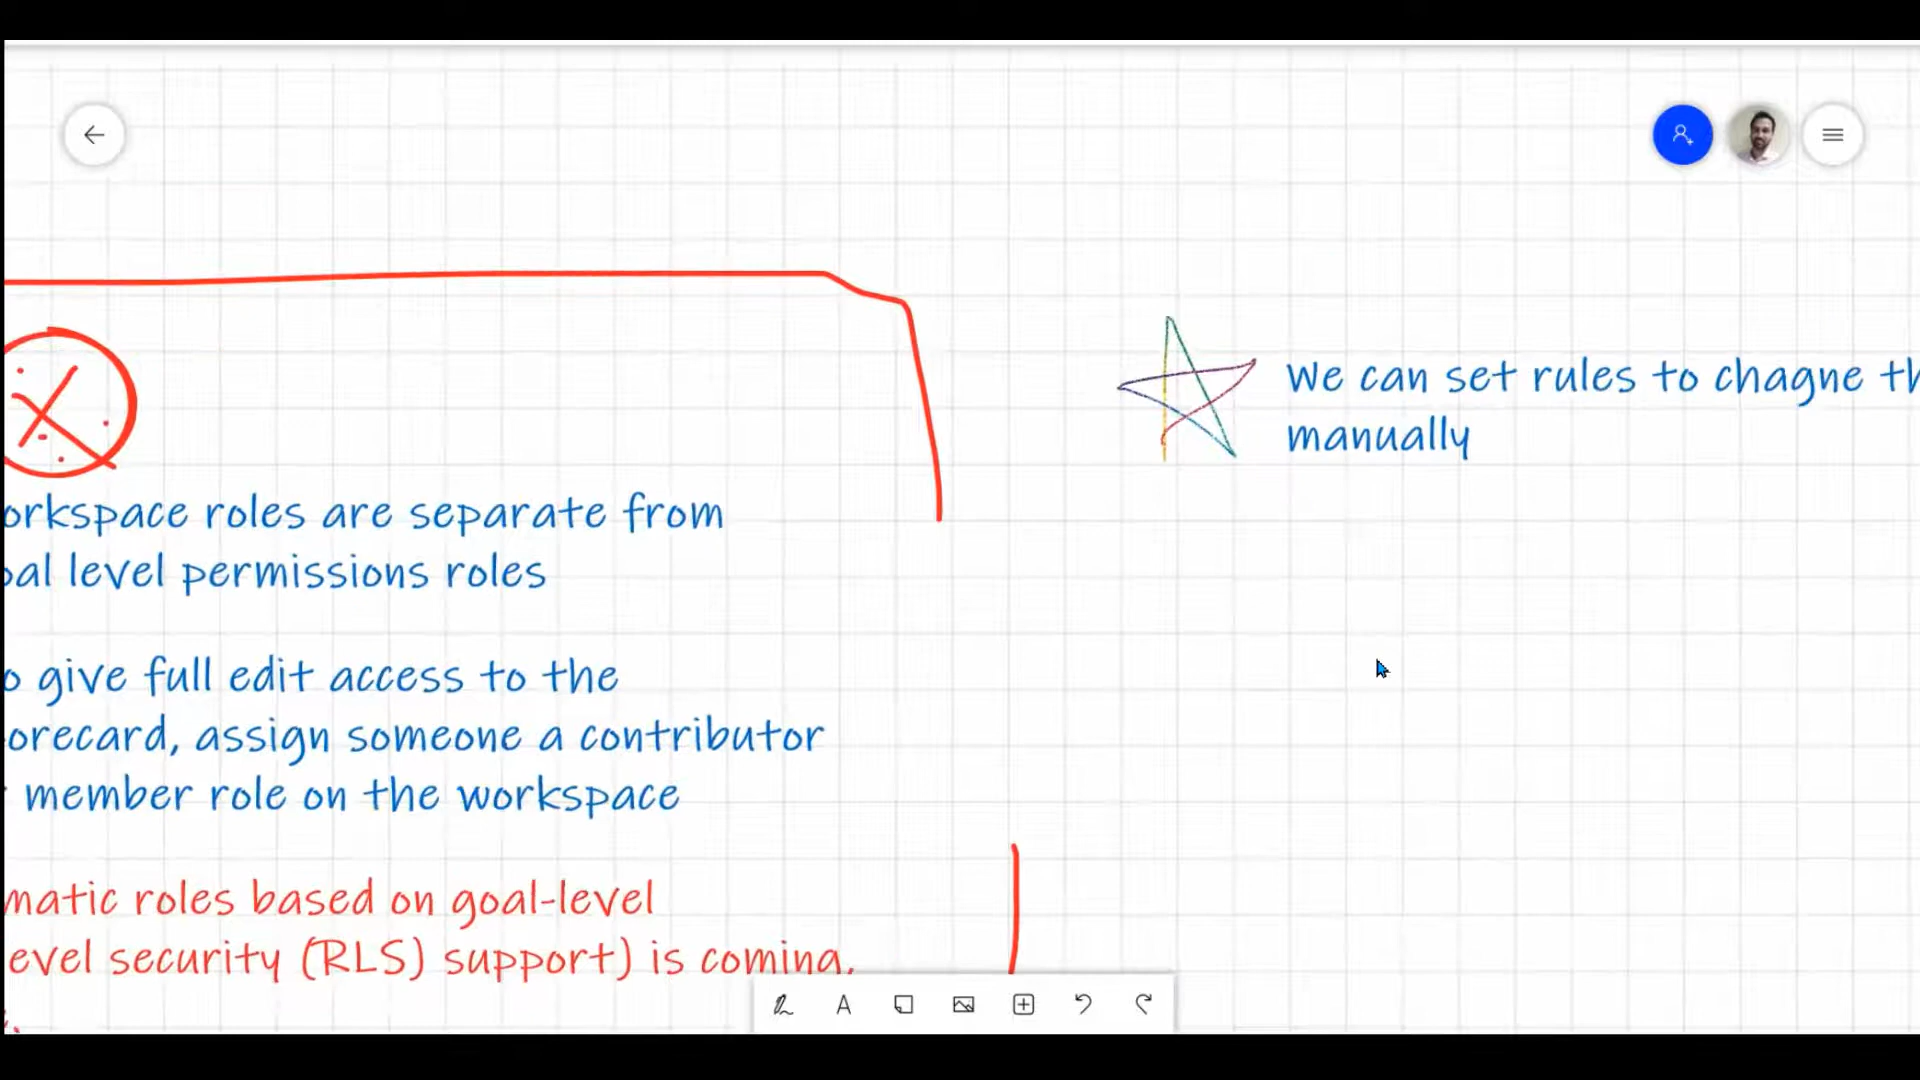 We can set rules to chagne th
manually
orkspace roles are separate from
oal level permissions roles
o give full edit access to the
orecard, assign someone a contributor
member role on the workspace
matic roles based on goal-level
evel security (RLS) support) is coming.